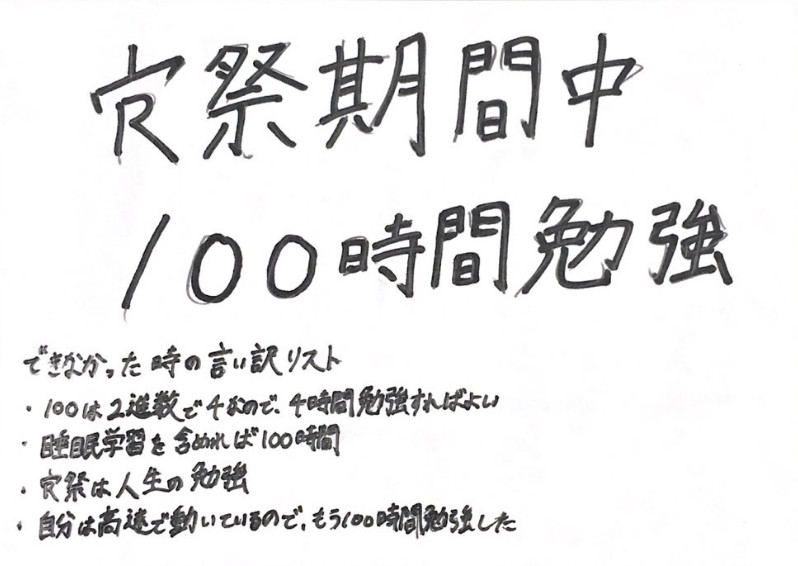 寮祭期間中
100時間勉強
できなかった時の言い訳リスト
・100は2進数で4なので、4時間勉強すればよい
・睡眠学習を含めれば100時間
・寮祭は人生の勉強
・自分は高速で動いているので、もう100時間勉強した